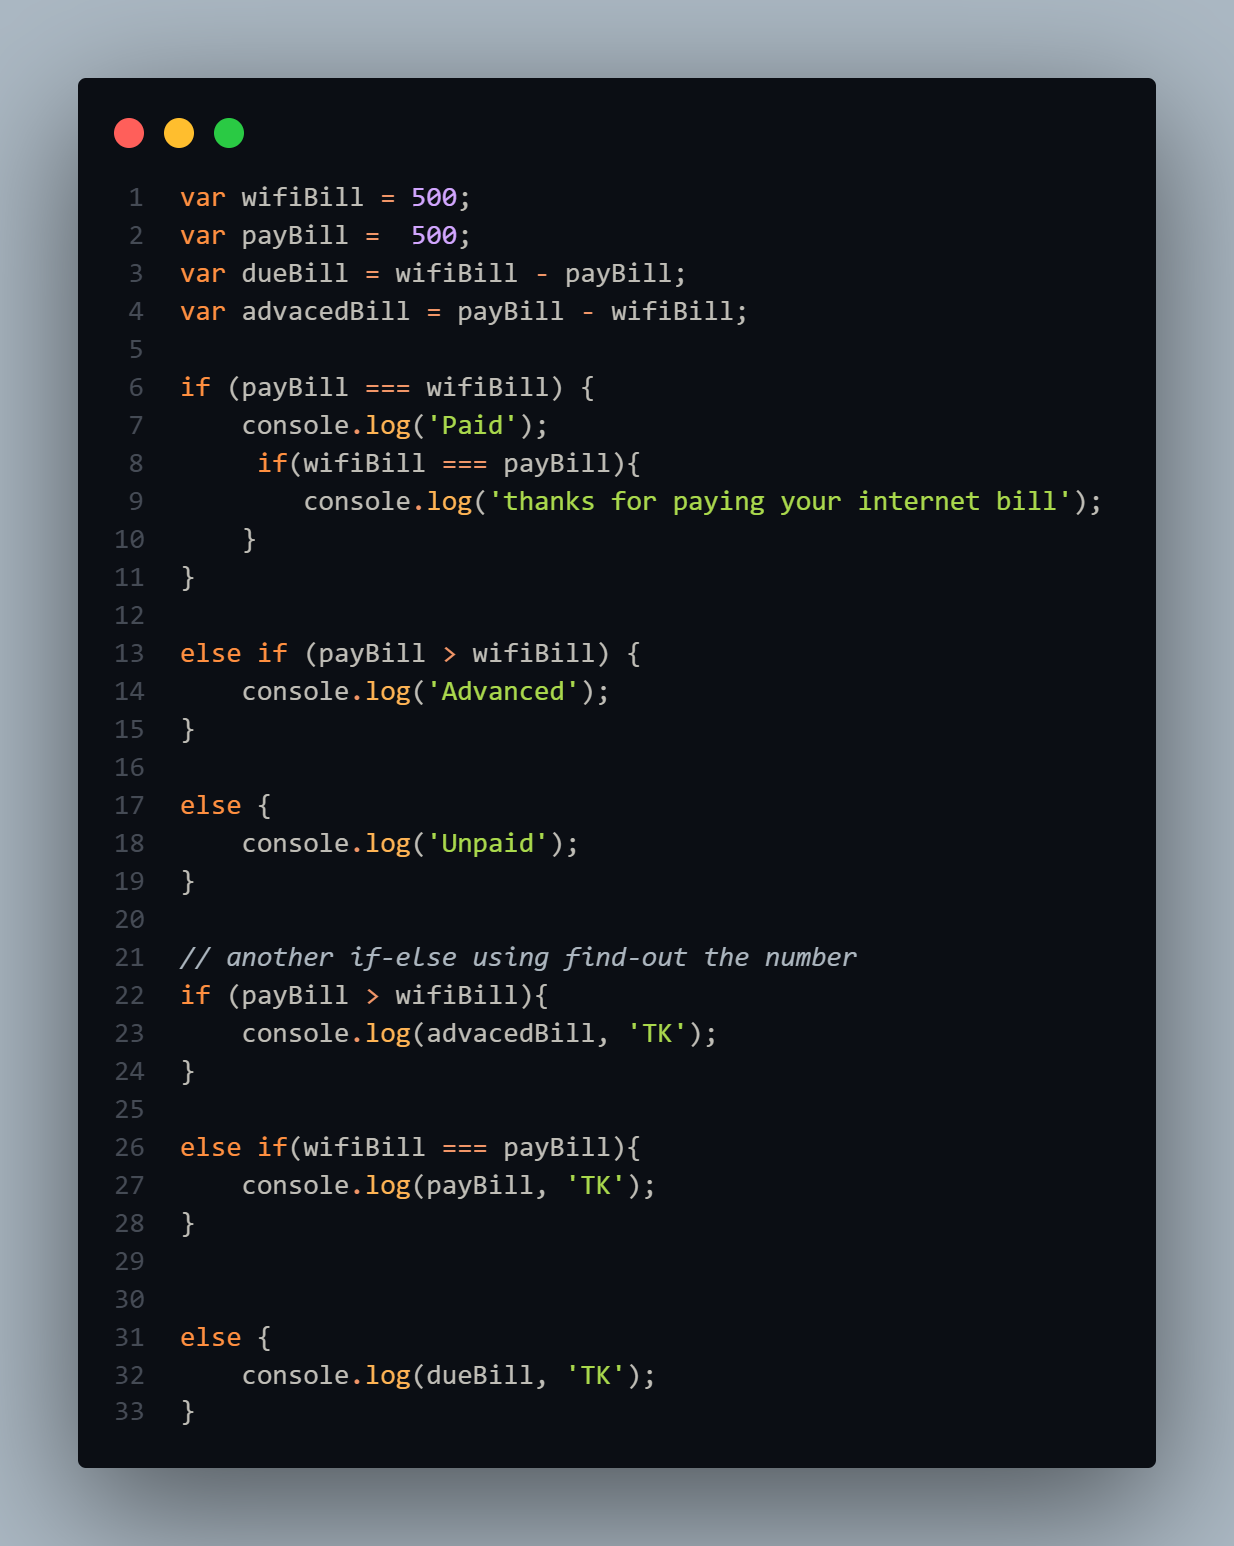 1 var wifiBill = 500;
2 var payBill =  500;
3 var dueBill = wifiBill - payBill;
4 var advacedBill = payBill - wifiBill;
5
6 if (payBill === wifiBill) {
7     console.log('Paid');
8      if(wifiBill === payBill){
9         console.log('thanks for paying your internet bill');
10     }
11 }
12
13 else if (payBill > wifiBill) {
14     console.log('Advanced');
15 }
16
17 else {
18     console.log('Unpaid');
19 }
20
21 // another if-else using find-out the number
22 if (payBill > wifiBill){
23     console.log(advacedBill, 'TK');
24 }
25
26 else if(wifiBill === payBill){
27     console.log(payBill, 'TK');
28 }
29
30
31 else {
32     console.log(dueBill, 'TK');
33 }